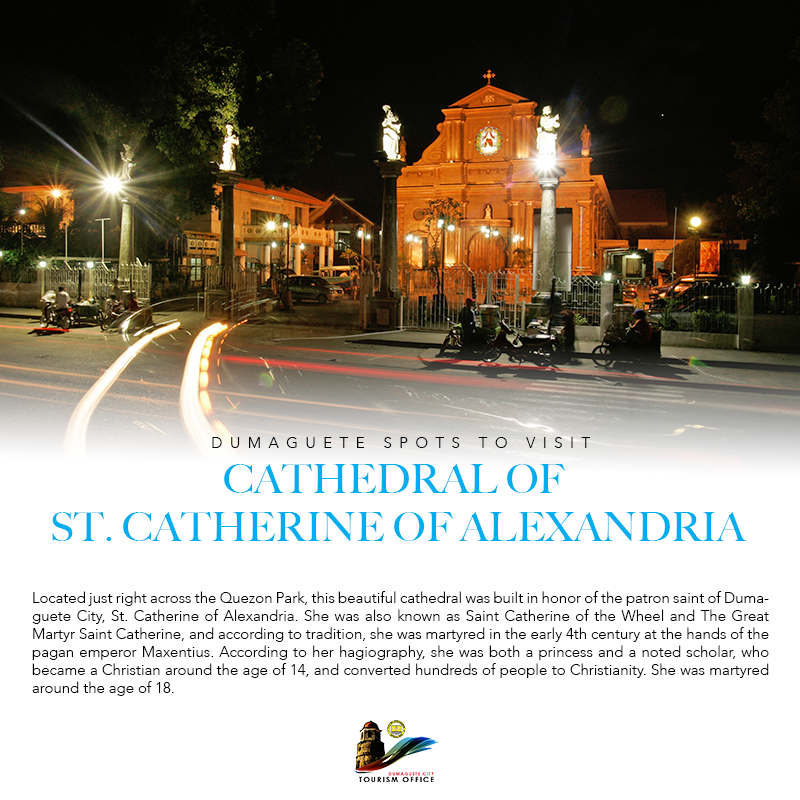 JHS
DUMAGUETE SPOTS TO VISIT
CATHEDRAL OF
ST. CATHERINE OF ALEXANDRIA
Located just right across the Quezon Park, this beautiful cathedral was built in honor of the patron saint of Duma-
guete City, St. Catherine of Alexandria. She was also known as Saint Catherine of the Wheel and The Great
Martyr Saint Catherine, and according to tradition, she was martyred in the early 4th century at the hands of the
pagan emperor Maxentius. According to her hagiography, she was both a princess and a noted scholar, who
became a Christian around the age of 14, and converted hundreds of people to Christianity. She was martyred
around the age of 18.
DUMAGUETE CITY
TOURISM OFFICE